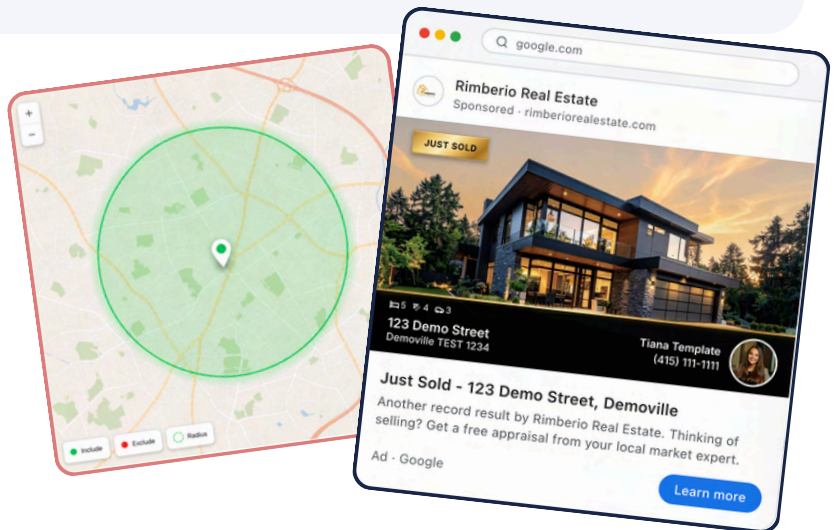 +
−
Include
Exclude
Radius
google.com
Rimberio Real Estate
Sponsored · rimberiorealestate.com
JUST SOLD
5 4 3
123 Demo Street
Demoville TEST 1234
Tiana Template
(415) 111-1111
Just Sold - 123 Demo Street, Demoville
Another record result by Rimberio Real Estate. Thinking of
selling? Get a free appraisal from your local market expert.
Ad · Google
Learn more